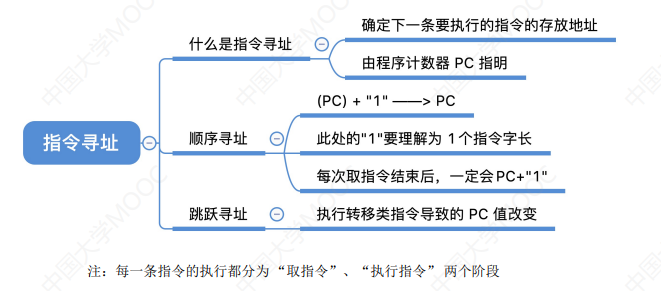 什么是指令寻址
确定下一条要执行的指令的存放地址
由程序计数器 PC 指明
指令寻址
顺序寻址
(PC) + "1" ——> PC
此处的"1"要理解为 1个指令字长
每次取指令结束后，一定会PC+"1"
跳跃寻址
执行转移类指令导致的 PC 值改变
注：每一条指令的执行都分为 “取指令”、“执行指令” 两个阶段
中国大学MOOC